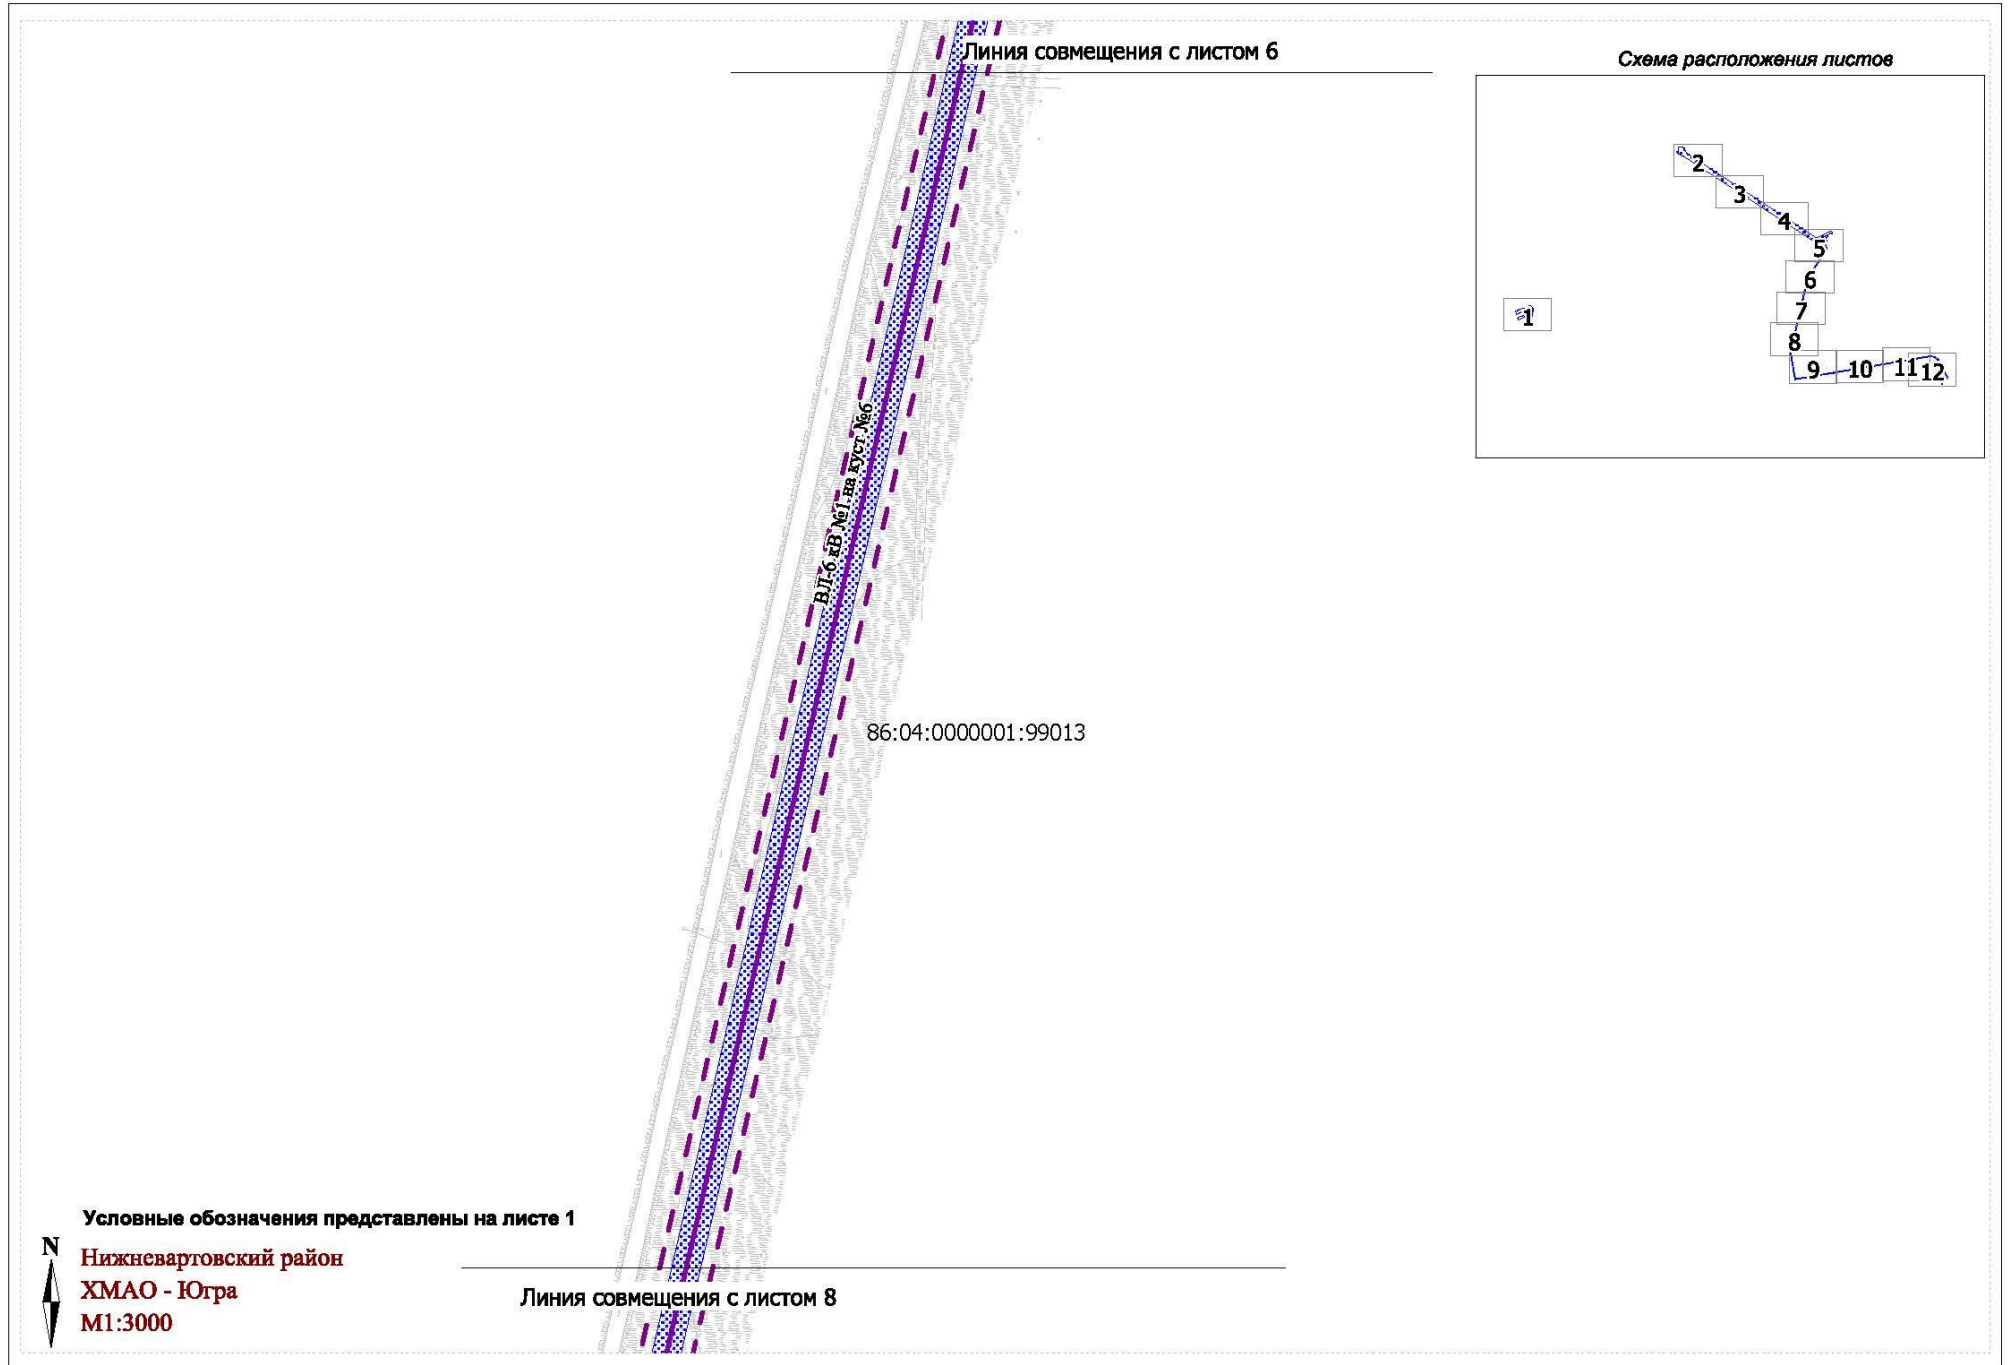 Линия совмещения с листом 6
Схема расположения листов
2
3
4
5
6
7
1
8
9
10
11
12
ВЛ-6 кВ №1 на куст №6
86:04:0000001:99013
Условные обозначения представлены на листе 1
N
Нижневартовский район
ХМАО - Югра
М1:3000
Линия совмещения с листом 8